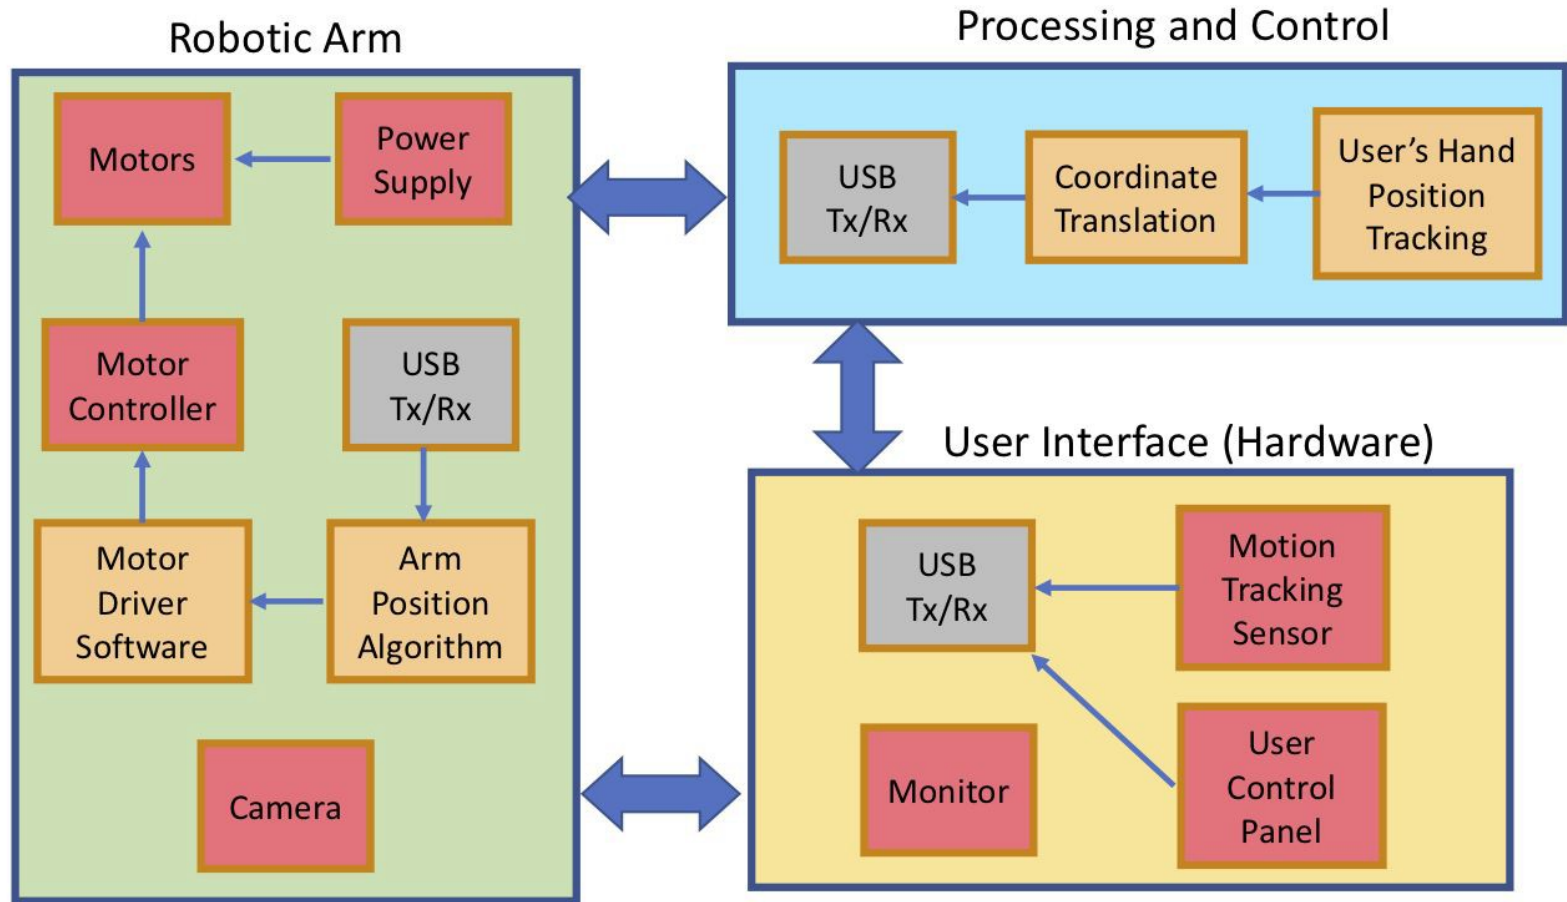 Robotic Arm
Motors
Power
Supply
Motor
Controller
USB
Tx/Rx
Motor
Driver
Software
Arm
Position
Algorithm
Camera
Processing and Control
USB
Tx/Rx
Coordinate
Translation
User’s Hand
Position
Tracking
User Interface (Hardware)
USB
Tx/Rx
Motion
Tracking
Sensor
Monitor
User
Control
Panel